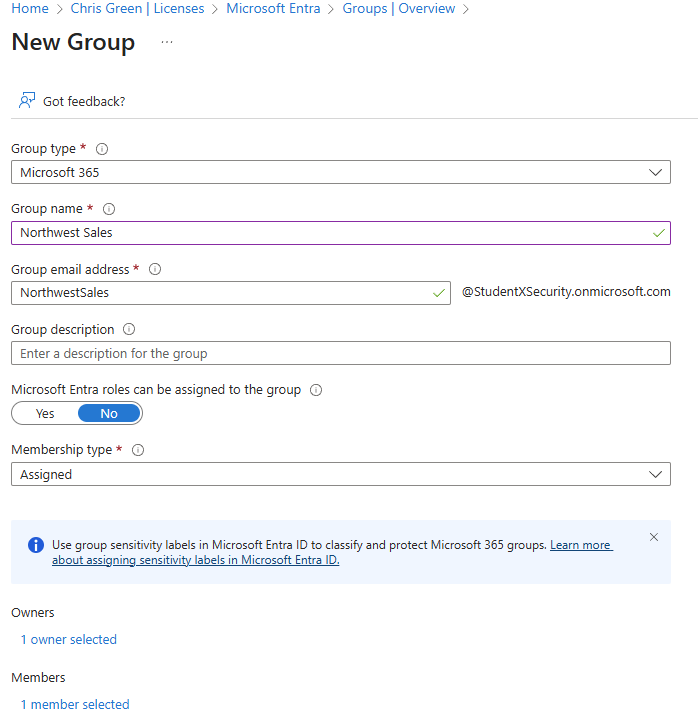 Home > Chris Green | Licenses > Microsoft Entra > Groups | Overview >
New Group ...
Got feedback?
Group type *
Microsoft 365
Group name *
Northwest Sales
Group email address *
NorthwestSales @StudentXSecurity.onmicrosoft.com
Group description
Enter a description for the group
Microsoft Entra roles can be assigned to the group
Yes No
Membership type *
Assigned
Use group sensitivity labels in Microsoft Entra ID to classify and protect Microsoft 365 groups. Learn more
about assigning sensitivity labels in Microsoft Entra ID.
Owners
1 owner selected
Members
1 member selected